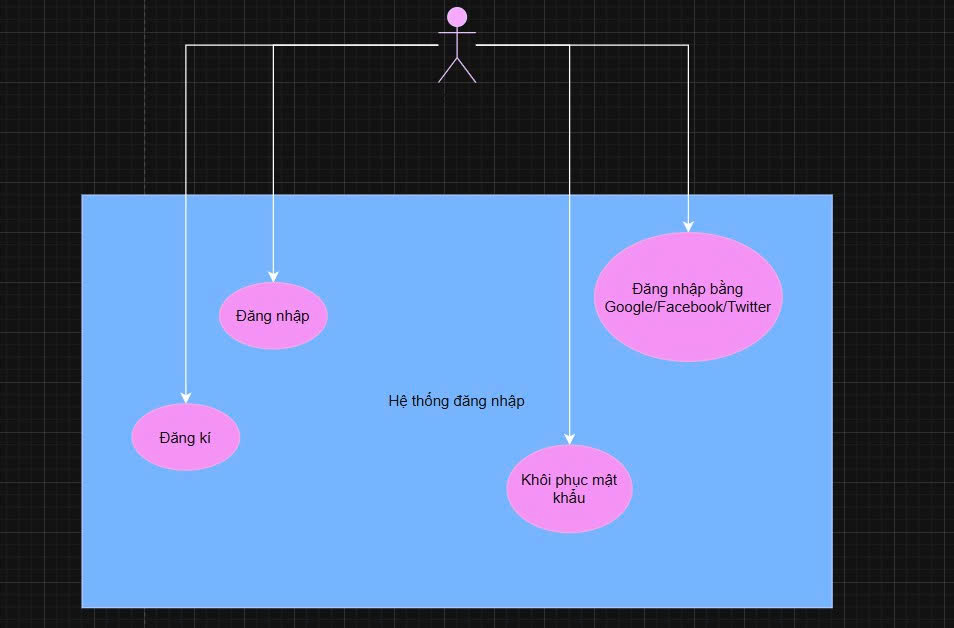 Đăng nhập bằng
Google/Facebook/Twitter
Đăng nhập
Hệ thống đăng nhập
Đăng kí
Khôi phục mật
khẩu